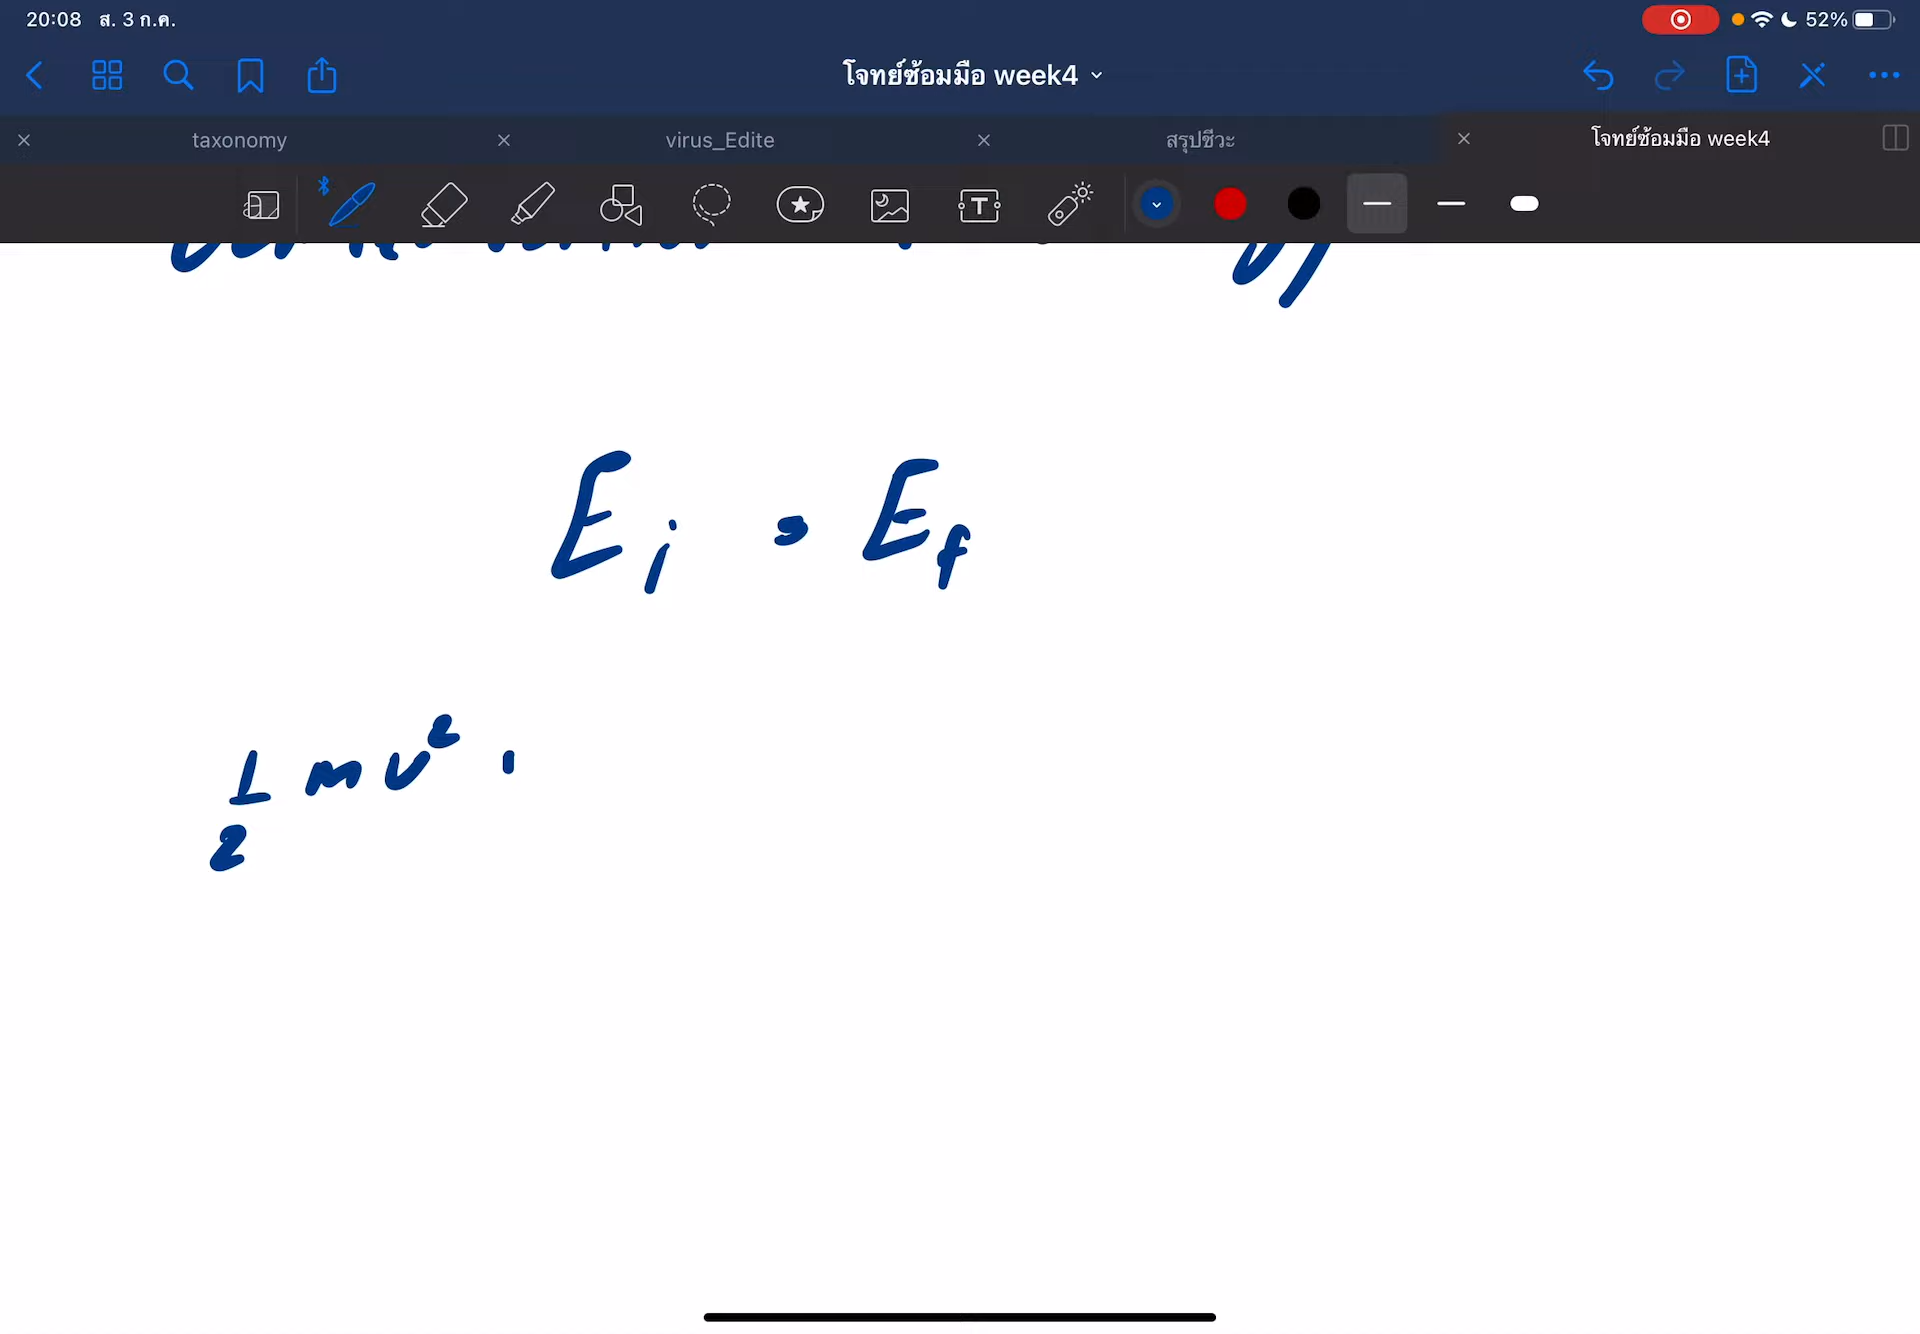 20:08 ส. 3 ก.ค. 52%
โจทย์ซ้อมมือ week4
taxonomy virus_Edite สรุปชีวะ โจทย์ซ้อมมือ week4
E_i = E_f
1/2 mv²